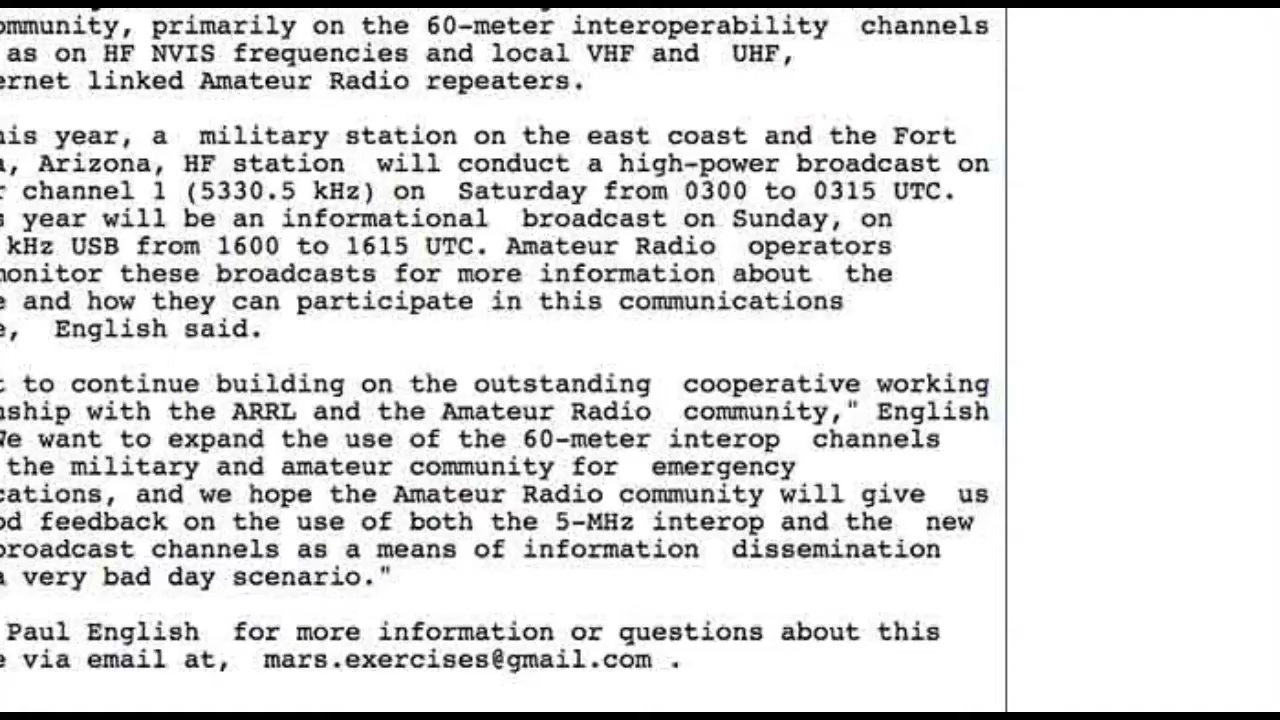 ommunity, primarily on the 60-meter interoperability channels
as on HF NVIS frequencies and local VHF and UHF,
ernet linked Amateur Radio repeaters.
his year, a military station on the east coast and the Fort
a, Arizona, HF station will conduct a high-power broadcast on
r channel 1 (5330.5 kHz) on Saturday from 0300 to 0315 UTC.
s year will be an informational broadcast on Sunday, on
kHz USB from 1600 to 1615 UTC. Amateur Radio operators
monitor these broadcasts for more information about the
e and how they can participate in this communications
e, English said.
t to continue building on the outstanding cooperative working
nship with the ARRL and the Amateur Radio community," English
We want to expand the use of the 60-meter interop channels
the military and amateur community for emergency
cations, and we hope the Amateur Radio community will give us
od feedback on the use of both the 5-MHz interop and the new
broadcast channels as a means of information dissemination
a very bad day scenario."
Paul English for more information or questions about this
e via email at, mars.exercises@gmail.com .